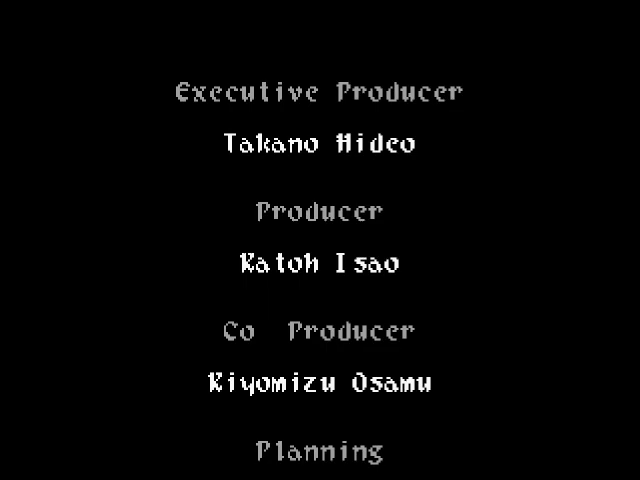 Executive Producer
Takano Hideo
Producer
Katoh Isao
Co Producer
Kiyomizu Osamu
Planning